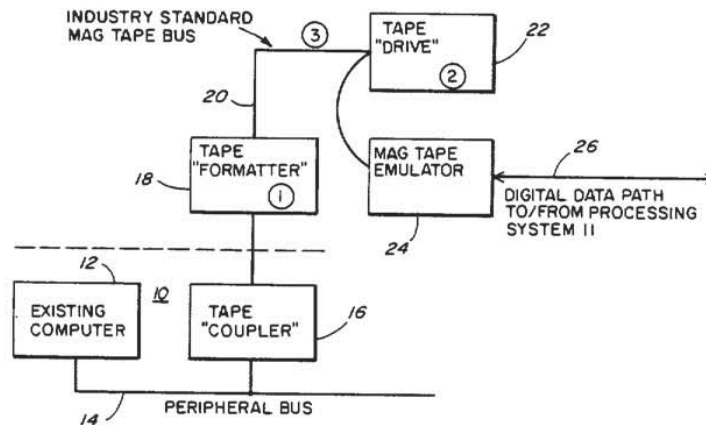 INDUSTRY STANDARD
MAG TAPE BUS
③
TAPE
"DRIVE"
②
22
20
TAPE
"FORMATTER"
①
18
MAG TAPE
EMULATOR
24
26
DIGITAL DATA PATH
TO/FROM PROCESSING
SYSTEM II
12
10
EXISTING
COMPUTER
TAPE
"COUPLER"
16
14
PERIPHERAL BUS